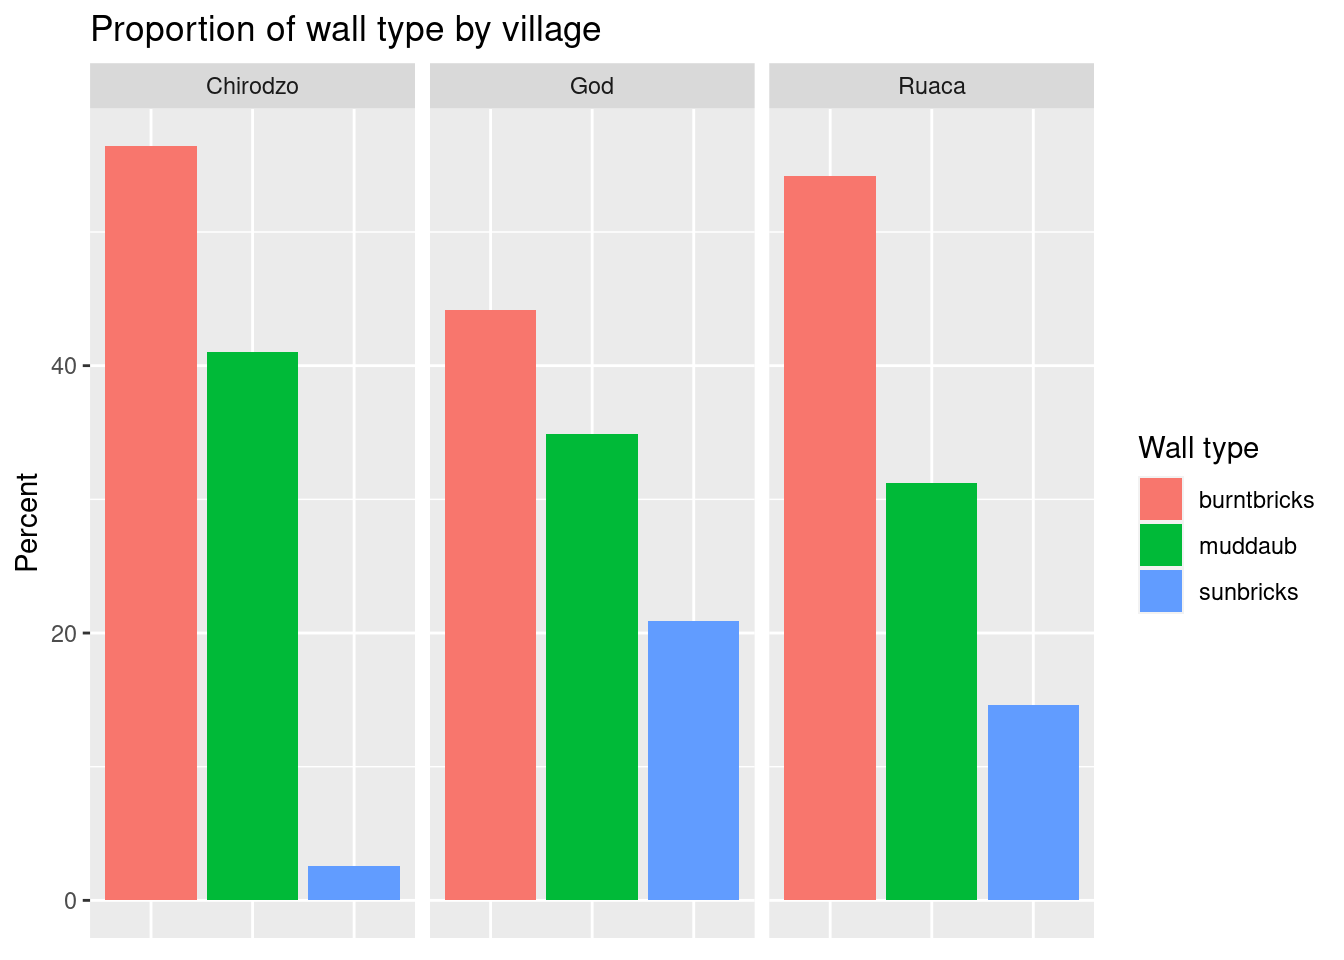 Proportion of wall type by village
Chirodzo
God
Ruaca
Percent
40
20
0
Wall type
burntbricks
muddaub
sunbricks